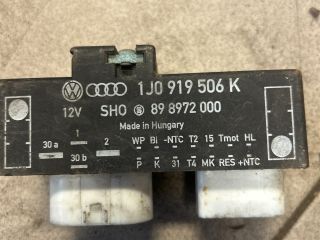 1J0 919 506 K
12V SHO 89 8972 000
Made in Hungary
1
30 a 2 WP Bi -NTC T2 15 Tmot HL
30 b P K 31 T4 MK RES +NTC